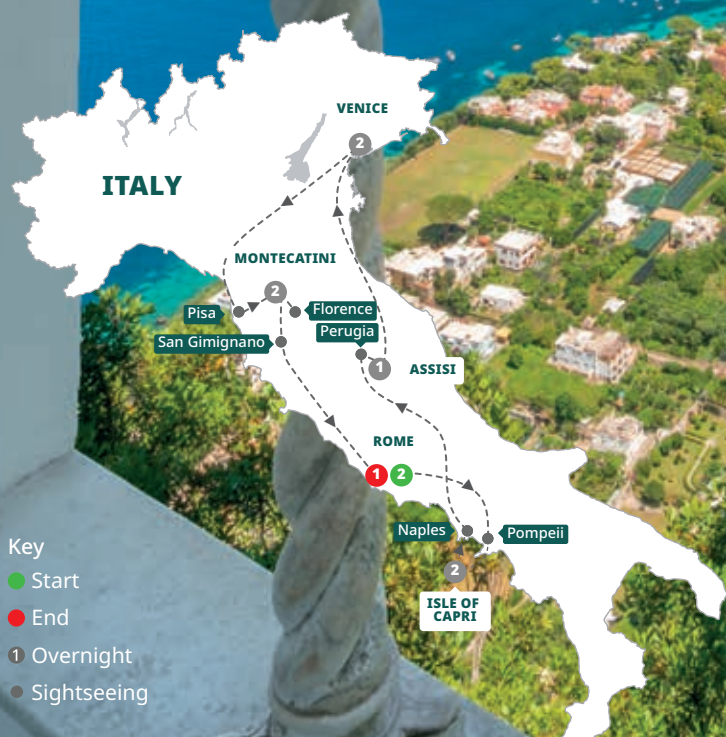 VENICE
2
ITALY
MONTECATINI
2
Pisa
Florence
San Gimignano
Perugia
1
ASSISI
ROME
1
2
Naples
Pompeii
2
ISLE OF
CAPRI
Key
Start
End
1 Overnight
Sightseeing